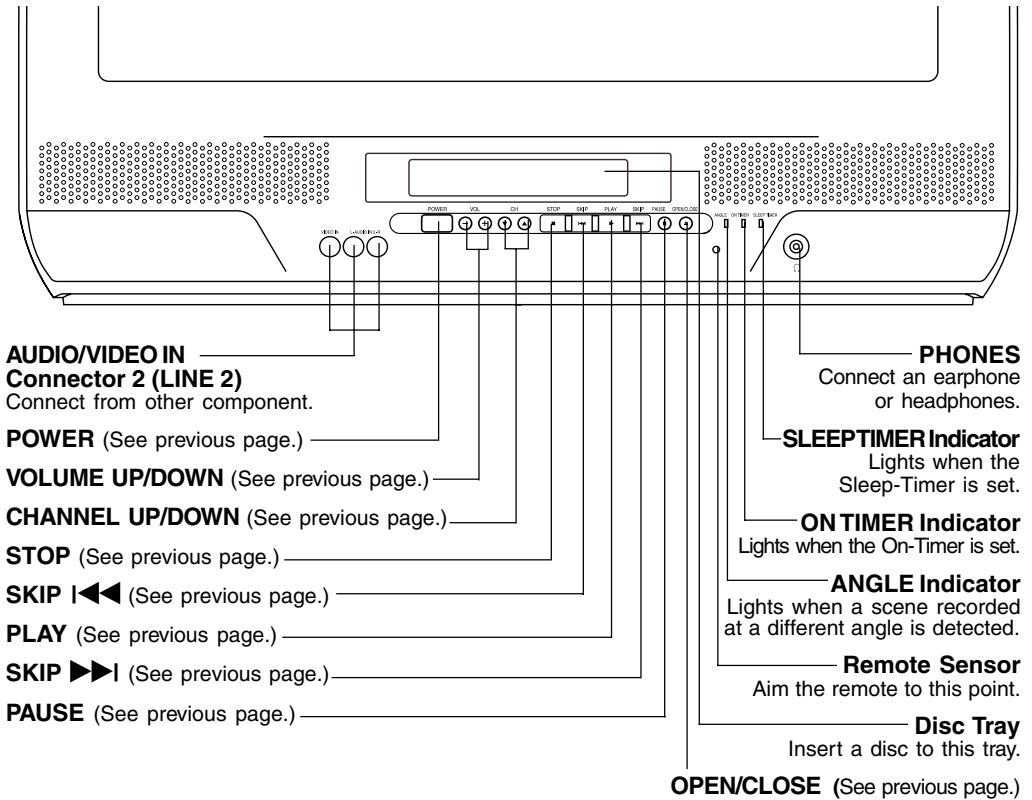 POWER VOL CH STOP SKIP PLAY SKIP PAUSE OPEN/CLOSE
ANGLE ON TIMER SLEEP TIMER
VIDEO IN L-AUDIO IN 2-R
AUDIO/VIDEO IN
Connector 2 (LINE 2)
Connect from other component.
POWER (See previous page.)
VOLUME UP/DOWN (See previous page.)
CHANNEL UP/DOWN (See previous page.)
STOP (See previous page.)
SKIP I◀◀ (See previous page.)
PLAY (See previous page.)
SKIP ▶▶I (See previous page.)
PAUSE (See previous page.)
PHONES
Connect an earphone
or headphones.
SLEEP TIMER Indicator
Lights when the
Sleep-Timer is set.
ON TIMER Indicator
Lights when the On-Timer is set.
ANGLE Indicator
Lights when a scene recorded
at a different angle is detected.
Remote Sensor
Aim the remote to this point.
Disc Tray
Insert a disc to this tray.
OPEN/CLOSE (See previous page.)